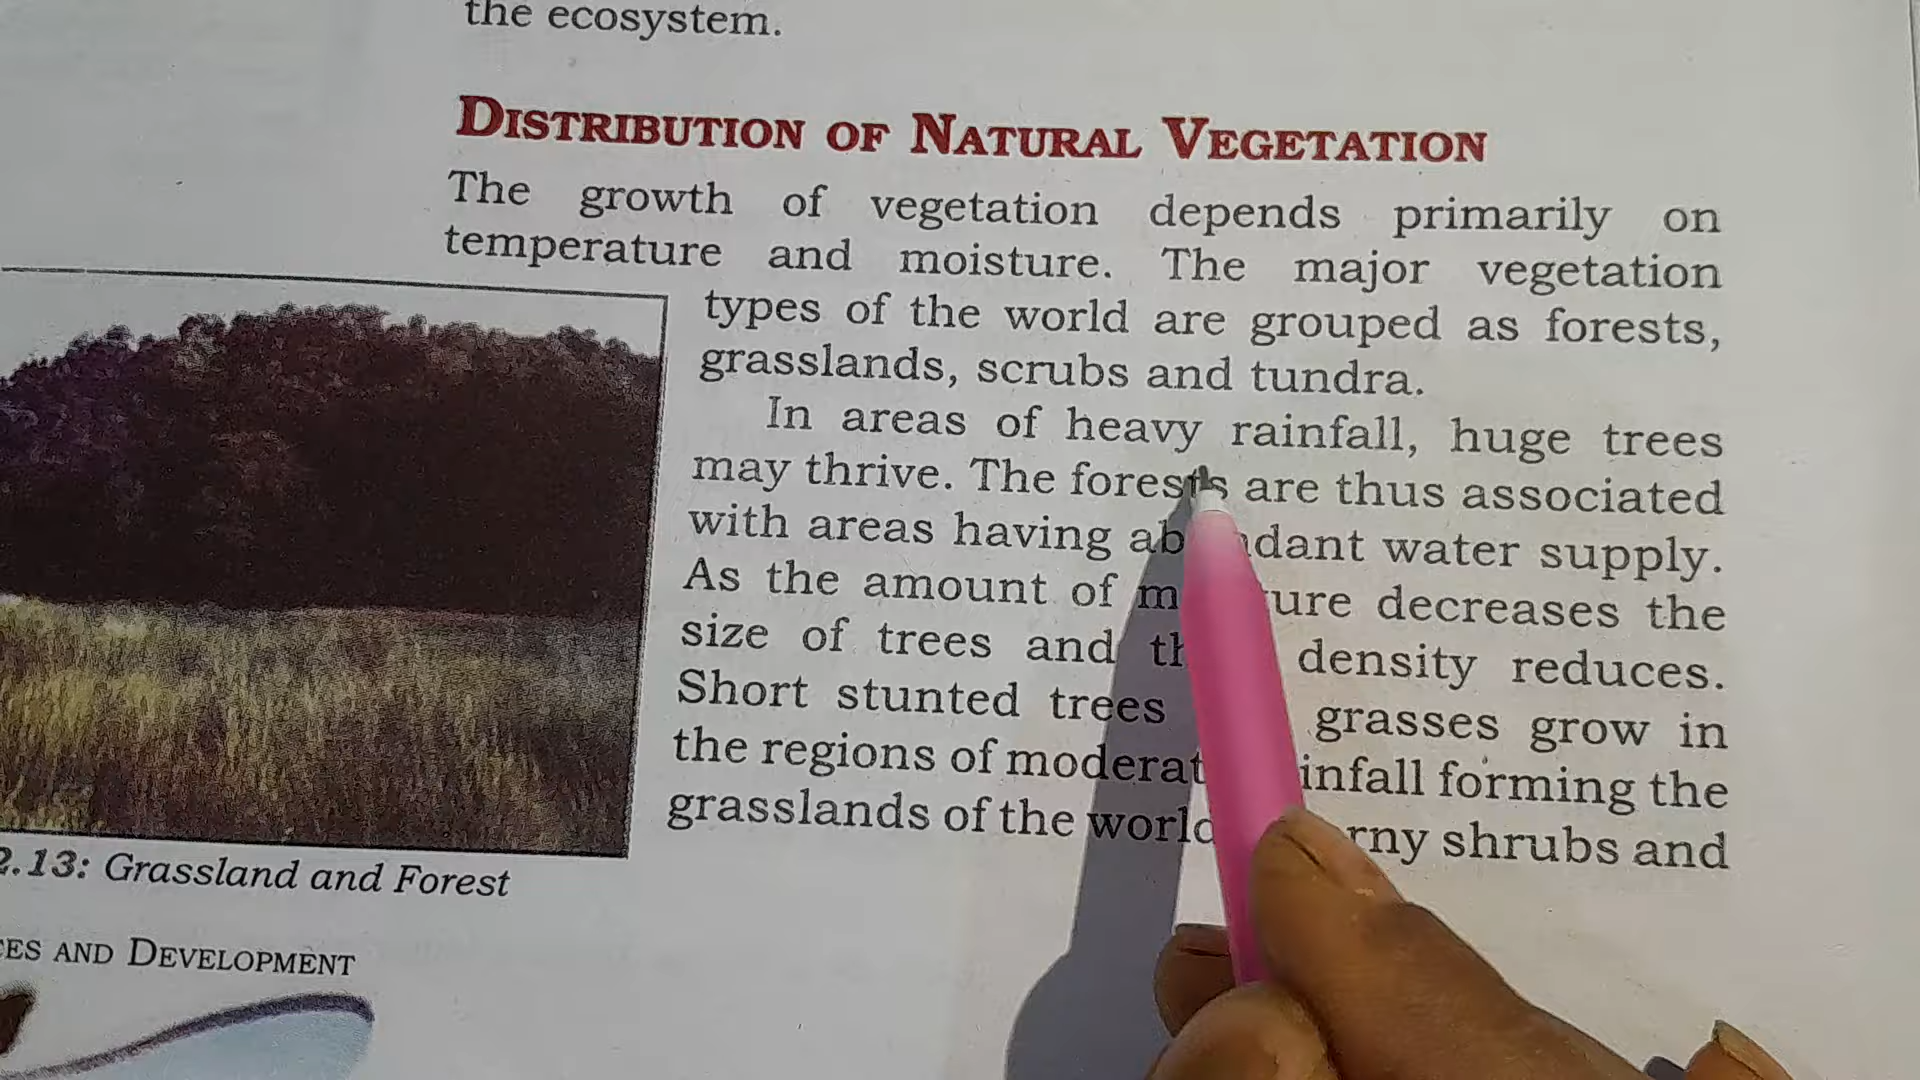 the ecosystem.
DISTRIBUTION OF NATURAL VEGETATION
The growth of vegetation depends primarily on
temperature and moisture. The major vegetation
types of the world are grouped as forests,
grasslands, scrubs and tundra.
In areas of heavy rainfall, huge trees
may thrive. The forests are thus associated
with areas having abundant water supply.
As the amount of moisture decreases the
size of trees and density reduces.
Short stunted trees grasses grow in
the regions of moderate rainfall forming the
grasslands of the world shrubs and
2.13: Grassland and Forest
CES AND DEVELOPMENT